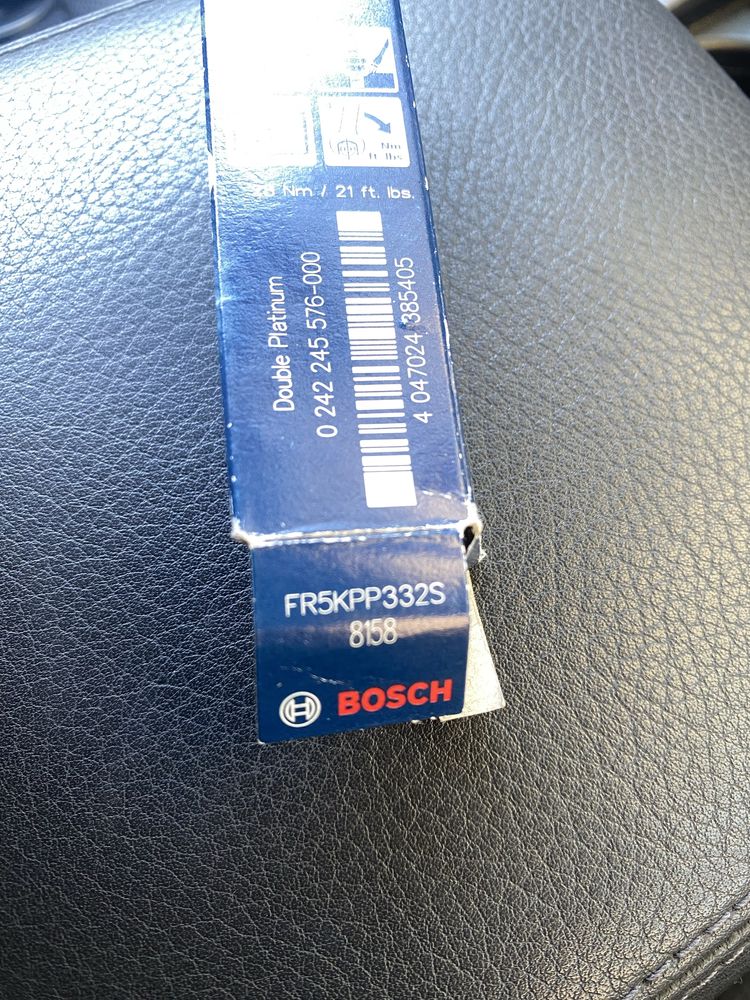 Nm
ft. lbs
Nm / 21 ft. lbs.
Double Platinum
0 242 245 576-000
4 047024 385405
FR5KPP332S
8158
BOSCH